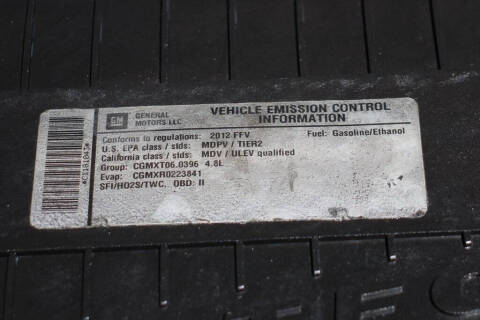 GM GENERAL MOTORS LLC
VEHICLE EMISSION CONTROL INFORMATION
Conforms to regulations: 2012 FFV Fuel: Gasoline/Ethanol
U.S. EPA class / stds: MDPV / TIER2
California class / stds: MDV / ULEV qualified
Group: CGMXT06.0396 4.8L
Evap: CGMXR0223841
SFI/HO2S/TWC, OBD: II